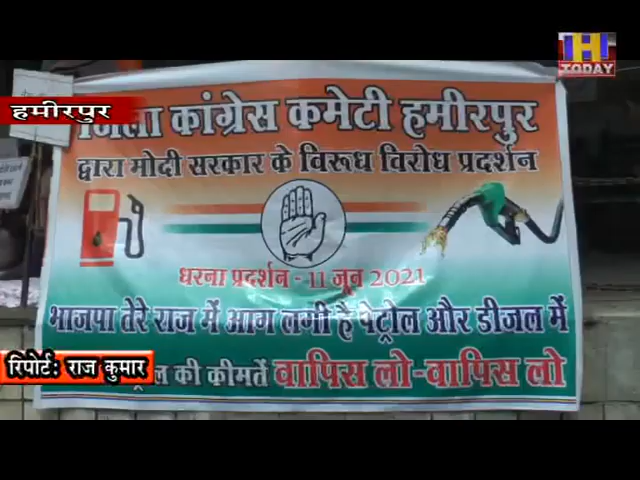 IHI
TODAY
हमीरपुर
जिला कांग्रेस कमेटी हमीरपुर
द्वारा मोदी सरकार के विरूध विरोध प्रदर्शन
धरना प्रदर्शन - 11 जून 2021
भाजपा तेरे राज में आग लगी है पेट्रोल और डीजल में
की कीमतें वापिस लो-वापिस लो
रिपोर्ट: राज कुमार